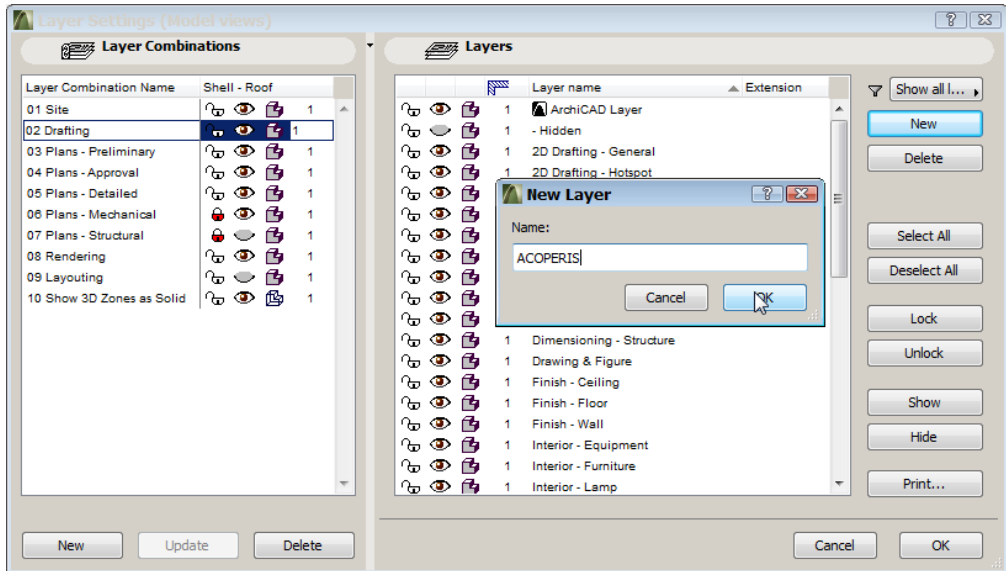 Layer Settings (Model views)
Layer Combinations
Layer Combination Name Shell - Roof
01 Site 1
02 Drafting 1
03 Plans - Preliminary 1
04 Plans - Approval 1
05 Plans - Detailed 1
06 Plans - Mechanical 1
07 Plans - Structural 1
08 Rendering 1
09 Layouting 1
10 Show 3D Zones as Solid 1
New Update Delete
Layers
Layer name Extension
1 ArchiCAD Layer
1 - Hidden
1 2D Drafting - General
1 2D Drafting - Hotspot
1 Dimensioning - Structure
1 Drawing & Figure
1 Finish - Ceiling
1 Finish - Floor
1 Finish - Wall
1 Interior - Equipment
1 Interior - Furniture
1 Interior - Lamp
New Layer
Name:
ACOPERIS
Cancel OK
Show all l...
New
Delete
Select All
Deselect All
Lock
Unlock
Show
Hide
Print...
Cancel OK